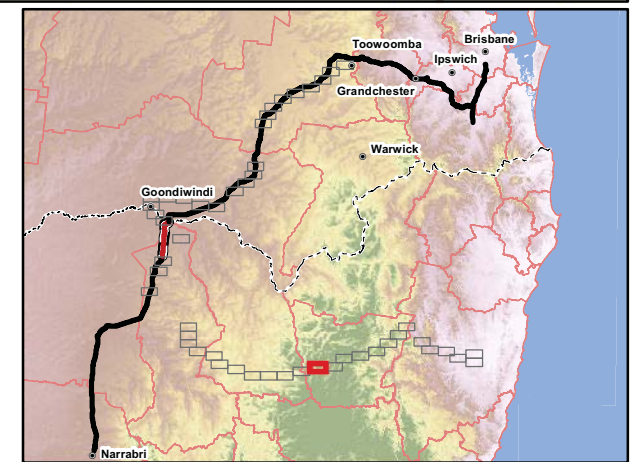 Brisbane
Toowoomba
Ipswich
Grandchester
Warwick
Goondiwindi
Narrabri